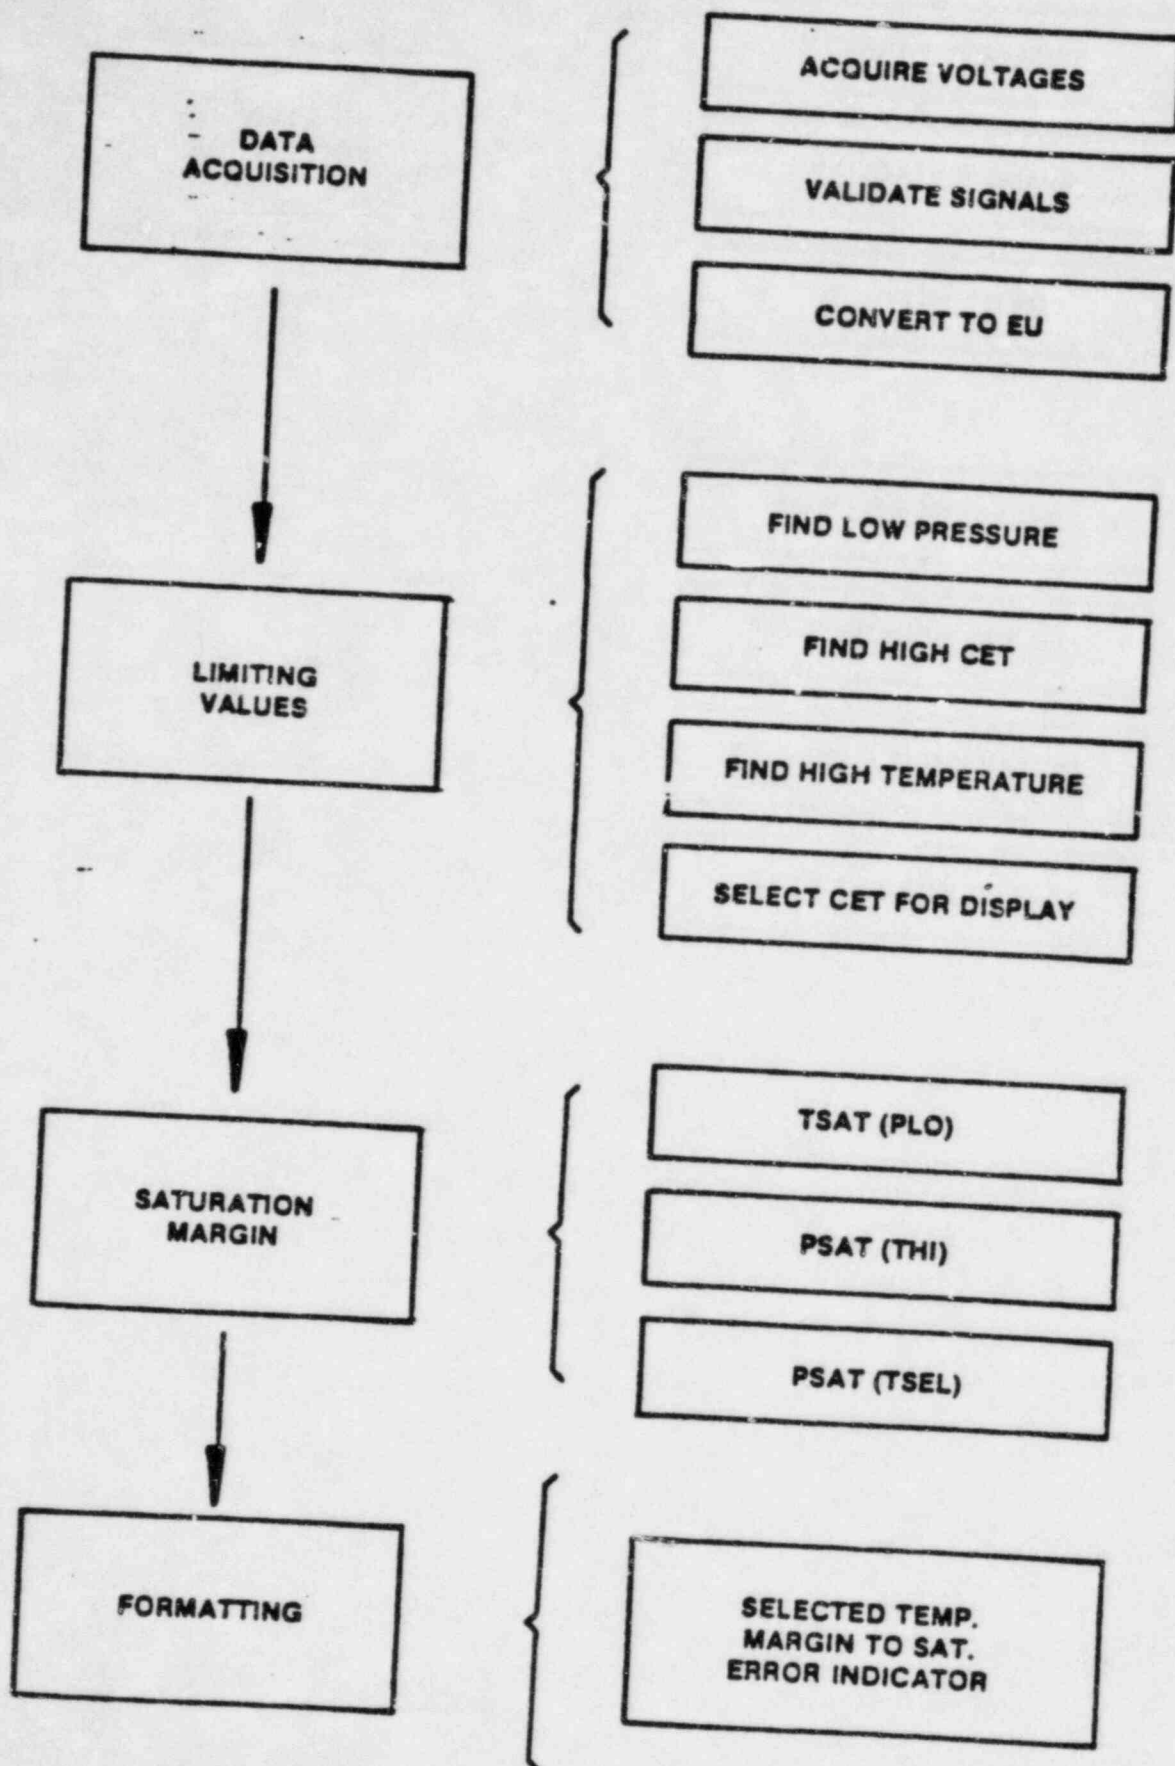 DATA
ACQUISITION
ACQUIRE VOLTAGES
VALIDATE SIGNALS
CONVERT TO EU
LIMITING
VALUES
FIND LOW PRESSURE
FIND HIGH CET
FIND HIGH TEMPERATURE
SELECT CET FOR DISPLAY
SATURATION
MARGIN
TSAT (PLO)
PSAT (THI)
PSAT (TSEL)
FORMATTING
SELECTED TEMP.
MARGIN TO SAT.
ERROR INDICATOR